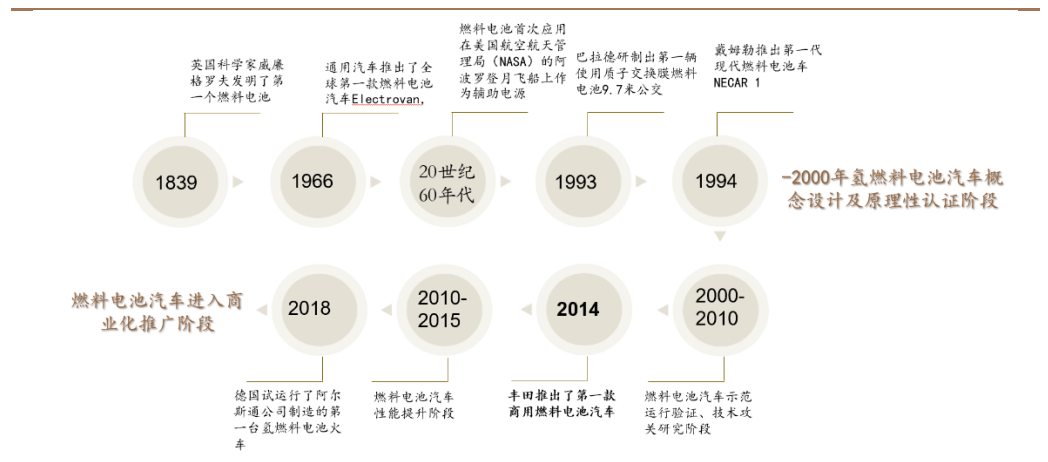 英国科学家威廉
格罗夫发明了第
一个燃料电池
通用汽车推出了全
球第一款燃料电池
汽车Electrovan,
燃料电池首次应用
在美国航空航天管
理局（NASA）的阿
波罗登月飞船上作
为辅助电源
巴拉德研制出第一辆
使用质子交换膜燃料
电池9.7米公交
戴姆勒推出第一代
现代燃料电池车
NECAR 1
1839
1966
20世纪
60年代
1993
1994
-2000年氢燃料电池汽车概
念设计及原理性认证阶段
燃料电池汽车进入商
业化推广阶段
2018
2010-
2015
2014
2000-
2010
德国试运行了阿尔
斯通公司制造的第
一台氢燃料电池火
车
燃料电池汽车
性能提升阶段
丰田推出了第一款
商用燃料电池汽车
燃料电池汽车示范
运行验证、技术攻
关研究阶段